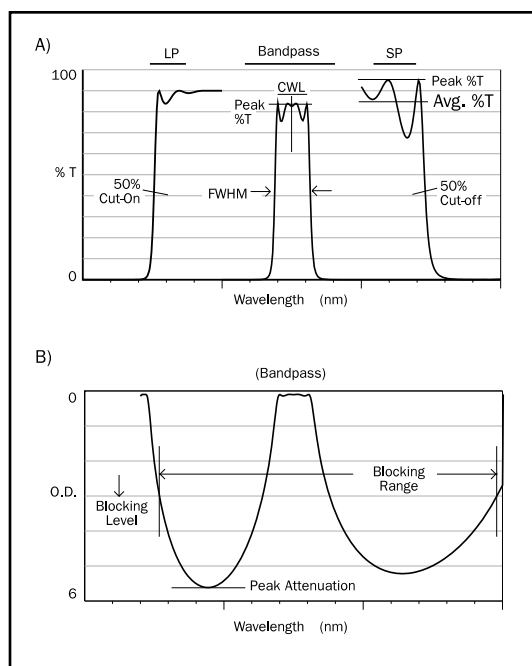 A)
LP
Bandpass
SP
100
CWL
Peak %T
Peak
%T
Avg. %T
% T
50%
Cut-On
FWHM
50%
Cut-off
0
Wavelength (nm)
B)
(Bandpass)
0
Blocking
Range
O.D.
Blocking
Level
Peak Attenuation
6
Wavelength (nm)